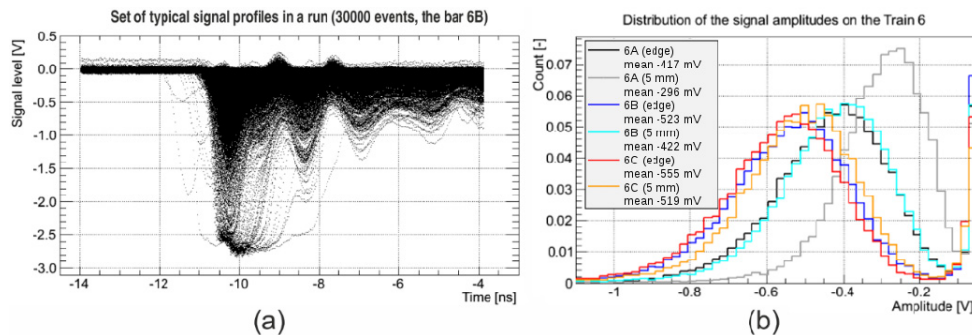 Set of typical signal profiles in a run (30000 events, the bar 6B)
Signal level [V]
0.5
0.0
-0.5
-1.0
-1.5
-2.0
-2.5
-3.0
-14
-12
-10
-8
-6
-4
Time [ns]
(a)
Distribution of the signal amplitudes on the Train 6
Count [-]
0.07
0.06
0.05
0.04
0.03
0.02
0.01
0
6A (edge)
mean -417 mV
6A (5 mm)
mean -296 mV
6B (edge)
mean -523 mV
6B (5 mm)
mean -422 mV
6C (edge)
mean -555 mV
6C (5 mm)
mean -519 mV
-1
-0.8
-0.6
-0.4
-0.2
Amplitude [V]
(b)